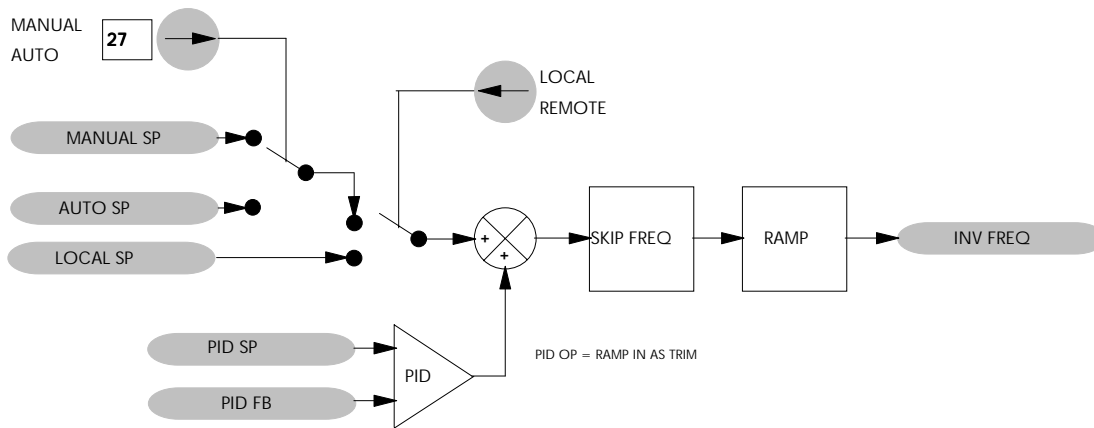 MANUAL
AUTO
27
LOCAL
REMOTE
MANUAL SP
AUTO SP
LOCAL SP
+
+
SKIP FREQ
RAMP
INV FREQ
PID SP
PID FB
PID
PID OP = RAMP IN AS TRIM